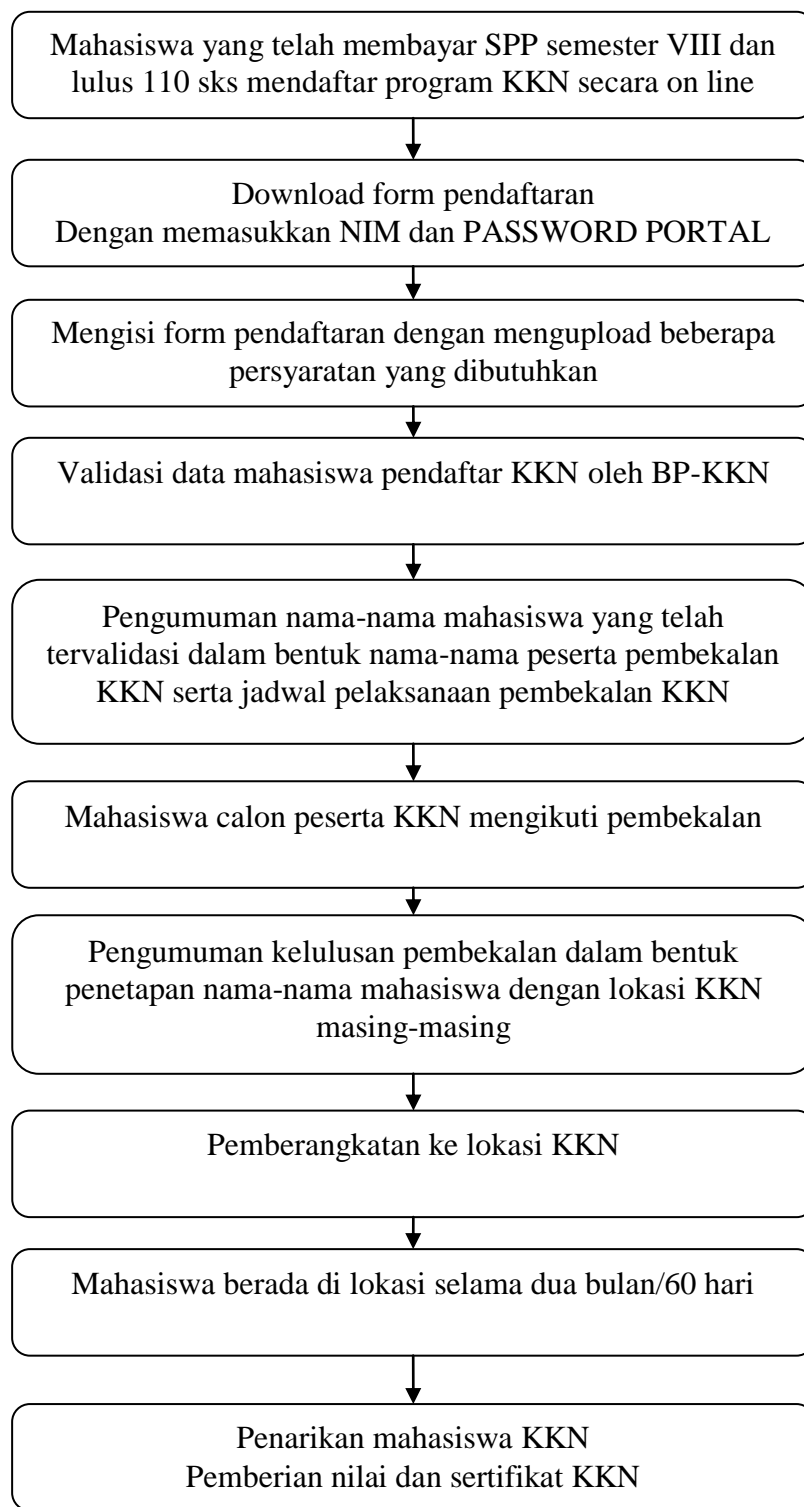 Mahasiswa yang telah membayar SPP semester VIII dan
lulus 110 sks mendaftar program KKN secara on line
Download form pendaftaran
Dengan memasukkan NIM dan PASSWORD PORTAL
Mengisi form pendaftaran dengan mengupload beberapa
persyaratan yang dibutuhkan
Validasi data mahasiswa pendaftar KKN oleh BP-KKN
Pengumuman nama-nama mahasiswa yang telah
tervalidasi dalam bentuk nama-nama peserta pembekalan
KKN serta jadwal pelaksanaan pembekalan KKN
Mahasiswa calon peserta KKN mengikuti pembekalan
Pengumuman kelulusan pembekalan dalam bentuk
penetapan nama-nama mahasiswa dengan lokasi KKN
masing-masing
Pemberangkatan ke lokasi KKN
Mahasiswa berada di lokasi selama dua bulan/60 hari
Penarikan mahasiswa KKN
Pemberian nilai dan sertifikat KKN